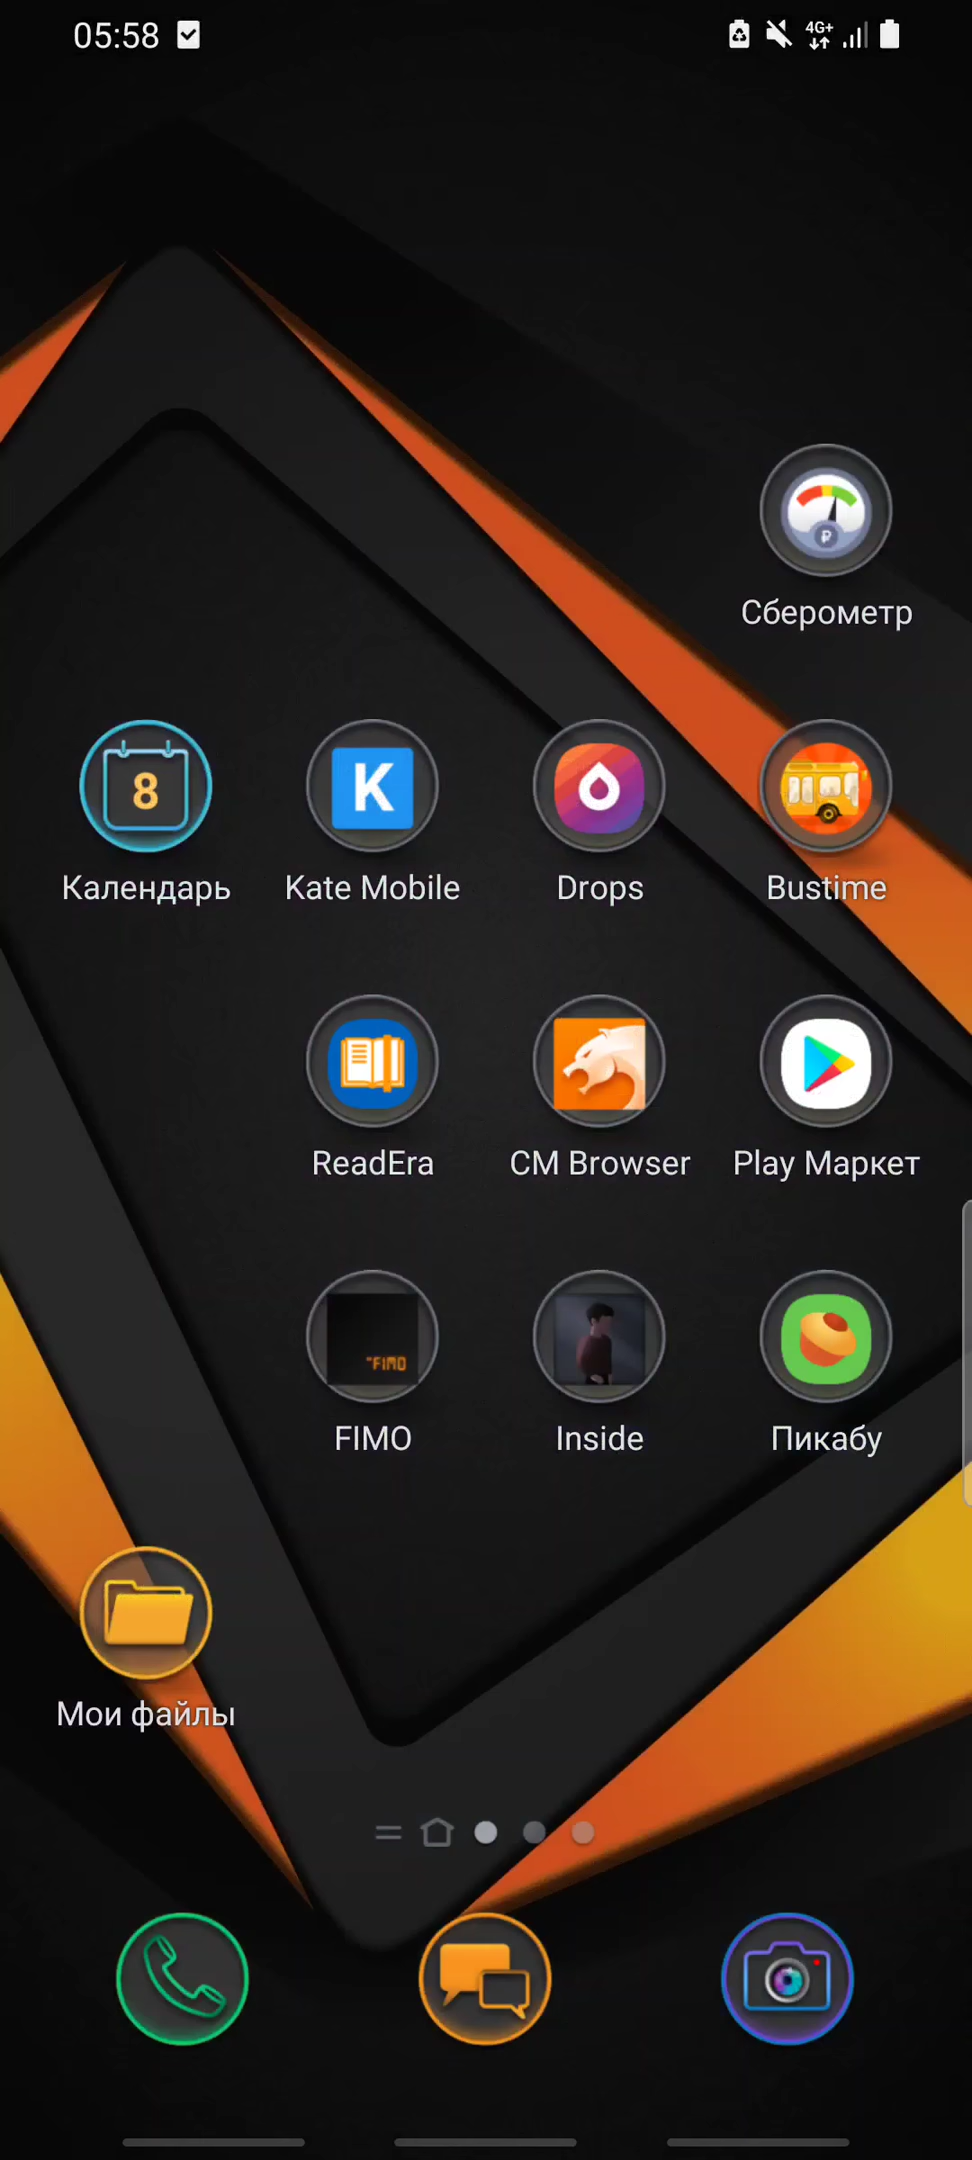 05:58
4G+
Сберометр
8
K
Календарь
Kate Mobile
Drops
Bustime
ReadEra
CM Browser
Play Маркет
FIMO
FIMO
Inside
Пикабу
Мои файлы